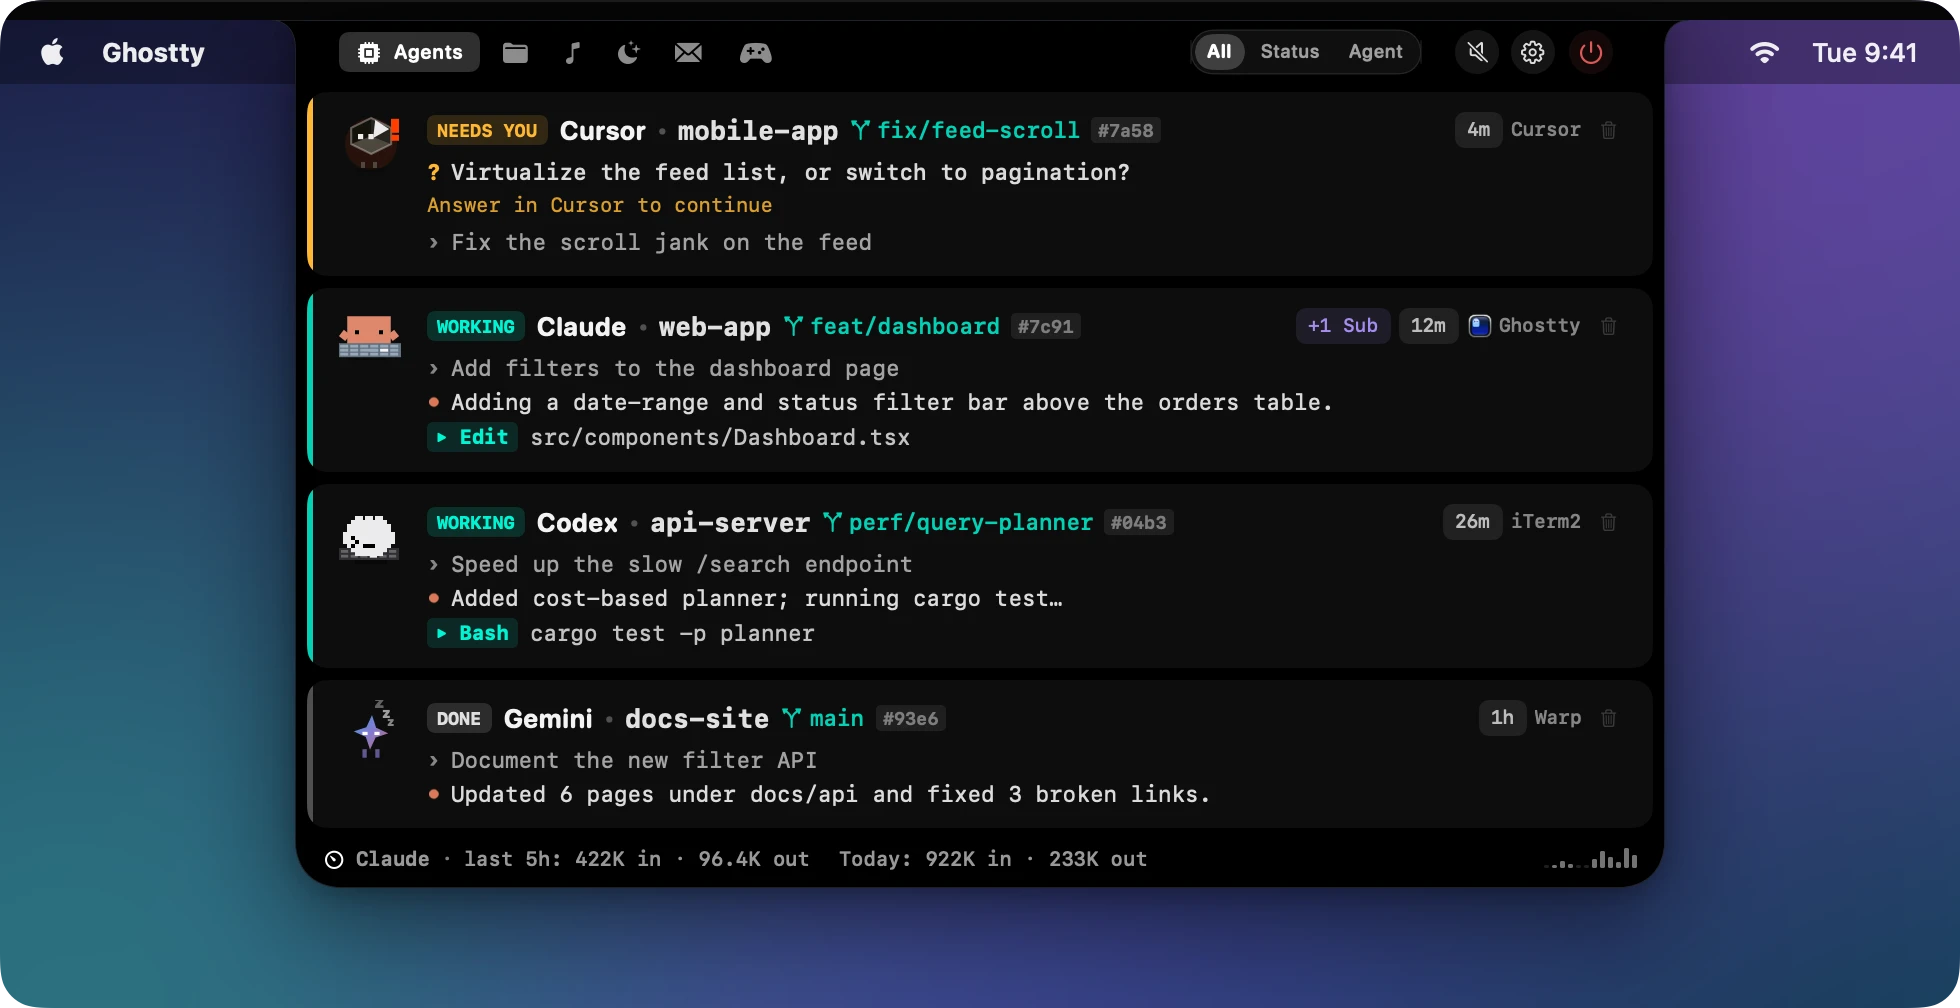 Ghostty
Agents
All Status Agent
Tue 9:41
NEEDS YOU Cursor • mobile-app fix/feed-scroll #7a58 4m Cursor
? Virtualize the feed list, or switch to pagination?
Answer in Cursor to continue
› Fix the scroll jank on the feed
WORKING Claude • web-app feat/dashboard #7c91 +1 Sub 12m Ghostty
› Add filters to the dashboard page
• Adding a date-range and status filter bar above the orders table.
▸ Edit src/components/Dashboard.tsx
WORKING Codex • api-server perf/query-planner #04b3 26m iTerm2
› Speed up the slow /search endpoint
• Added cost-based planner; running cargo test…
▸ Bash cargo test -p planner
z
z
z
DONE Gemini • docs-site main #93e6 1h Warp
› Document the new filter API
• Updated 6 pages under docs/api and fixed 3 broken links.
Claude · last 5h: 422K in · 96.4K out Today: 922K in · 233K out